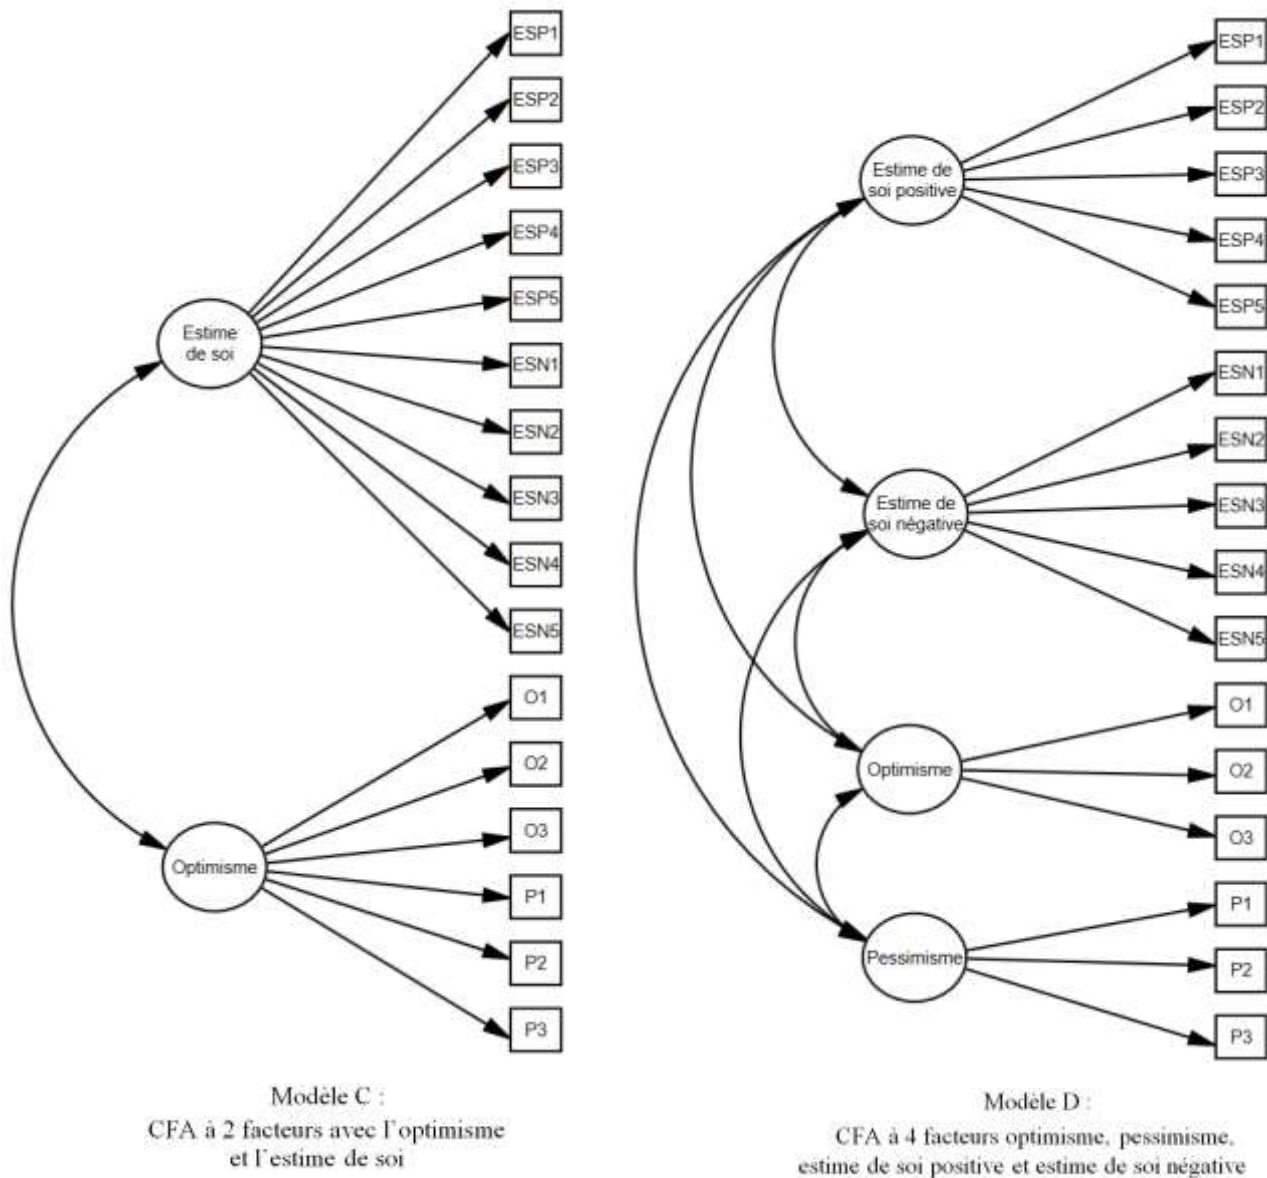 ESP1
ESP2
ESP3
ESP4
ESP5
ESN1
ESN2
ESN3
ESN4
ESN5
O1
O2
O3
P1
P2
P3
Estime
de soi
Optimisme
Modèle C :
CFA à 2 facteurs avec l'optimisme
et l'estime de soi
ESP1
ESP2
ESP3
ESP4
ESP5
ESN1
ESN2
ESN3
ESN4
ESN5
O1
O2
O3
P1
P2
P3
Estime de
soi positive
Estime de
soi négative
Optimisme
Pessimisme
Modèle D :
CFA à 4 facteurs optimisme, pessimisme,
estime de soi positive et estime de soi négative